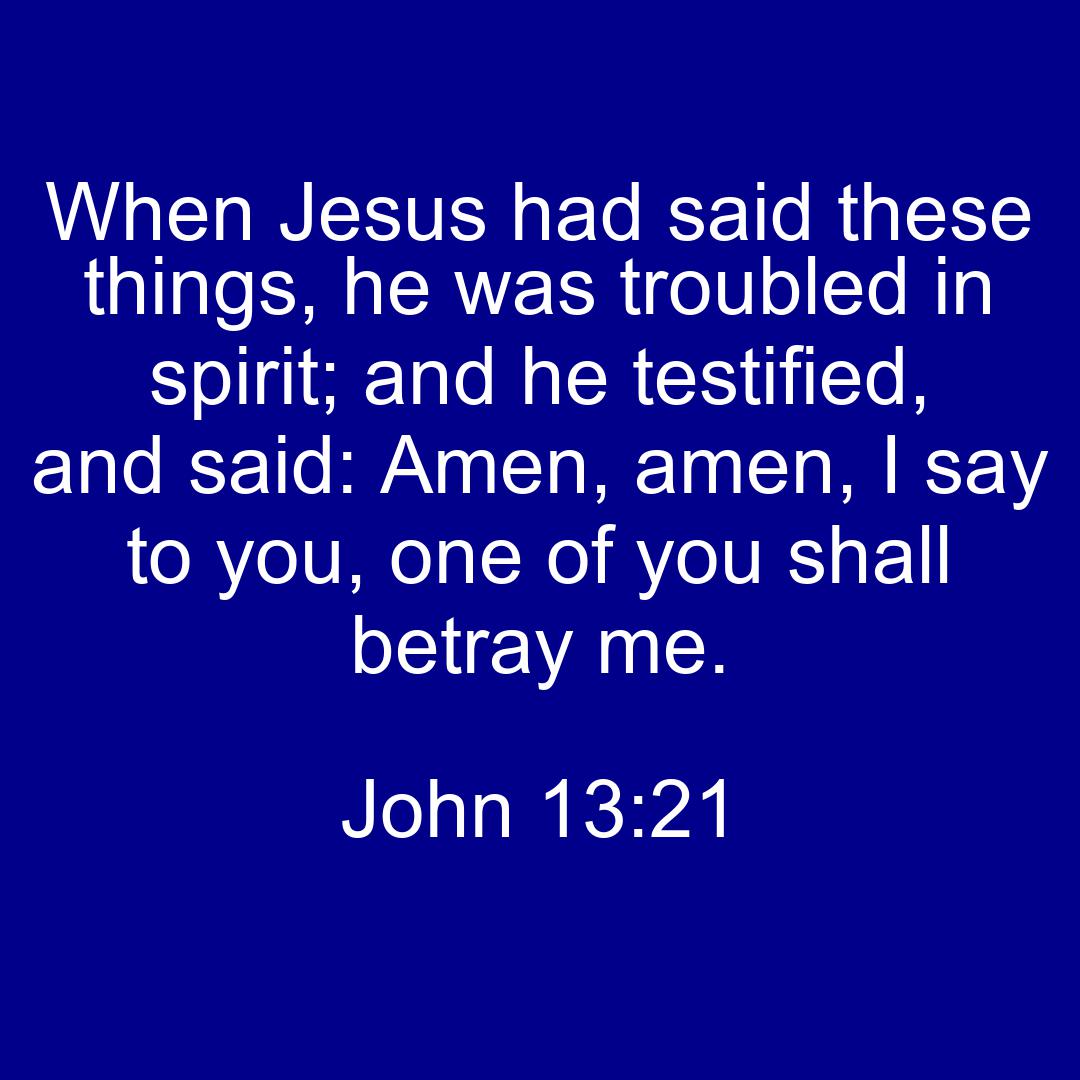 When Jesus had said these
things, he was troubled in
spirit; and he testified,
and said: Amen, amen, I say
to you, one of you shall
betray me.
John 13:21